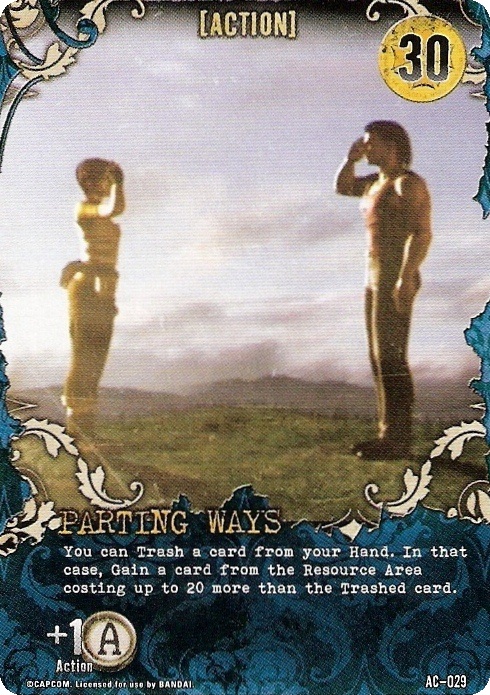 [ACTION]
30
PARTING WAYS
You can Trash a card from your Hand. In that
case, Gain a card from the Resource Area
costing up to 20 more than the Trashed card.
+1 A
Action
©CAPCOM. Licensed for use by BANDAI.
AC-029